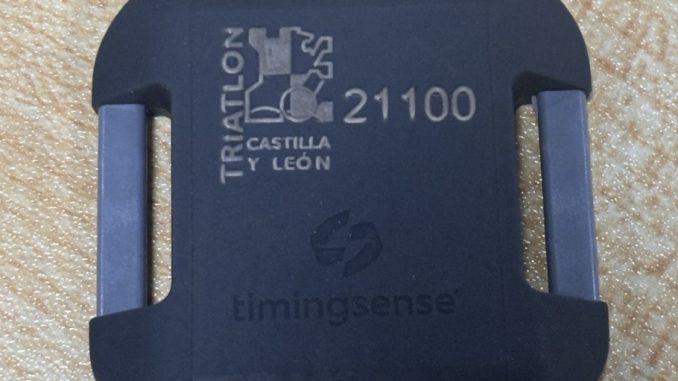 TRIATLON
CASTILLA
Y LEÓN
21100
timingsense